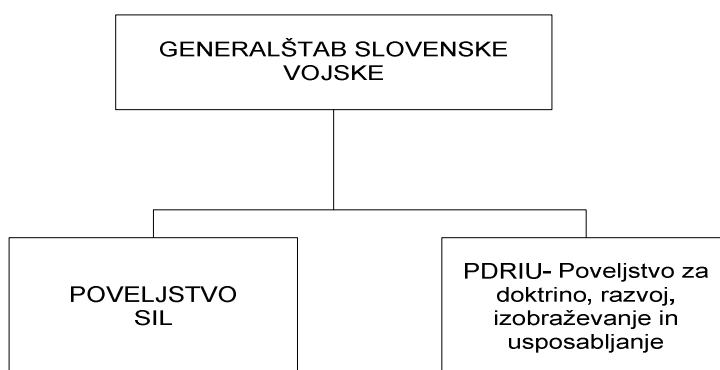 GENERALŠTAB SLOVENSKE
VOJSKE
POVELJSTVO
SIL
PDRIU- Poveljstvo za
doktrino, razvoj,
izobraževanje in
usposabljanje